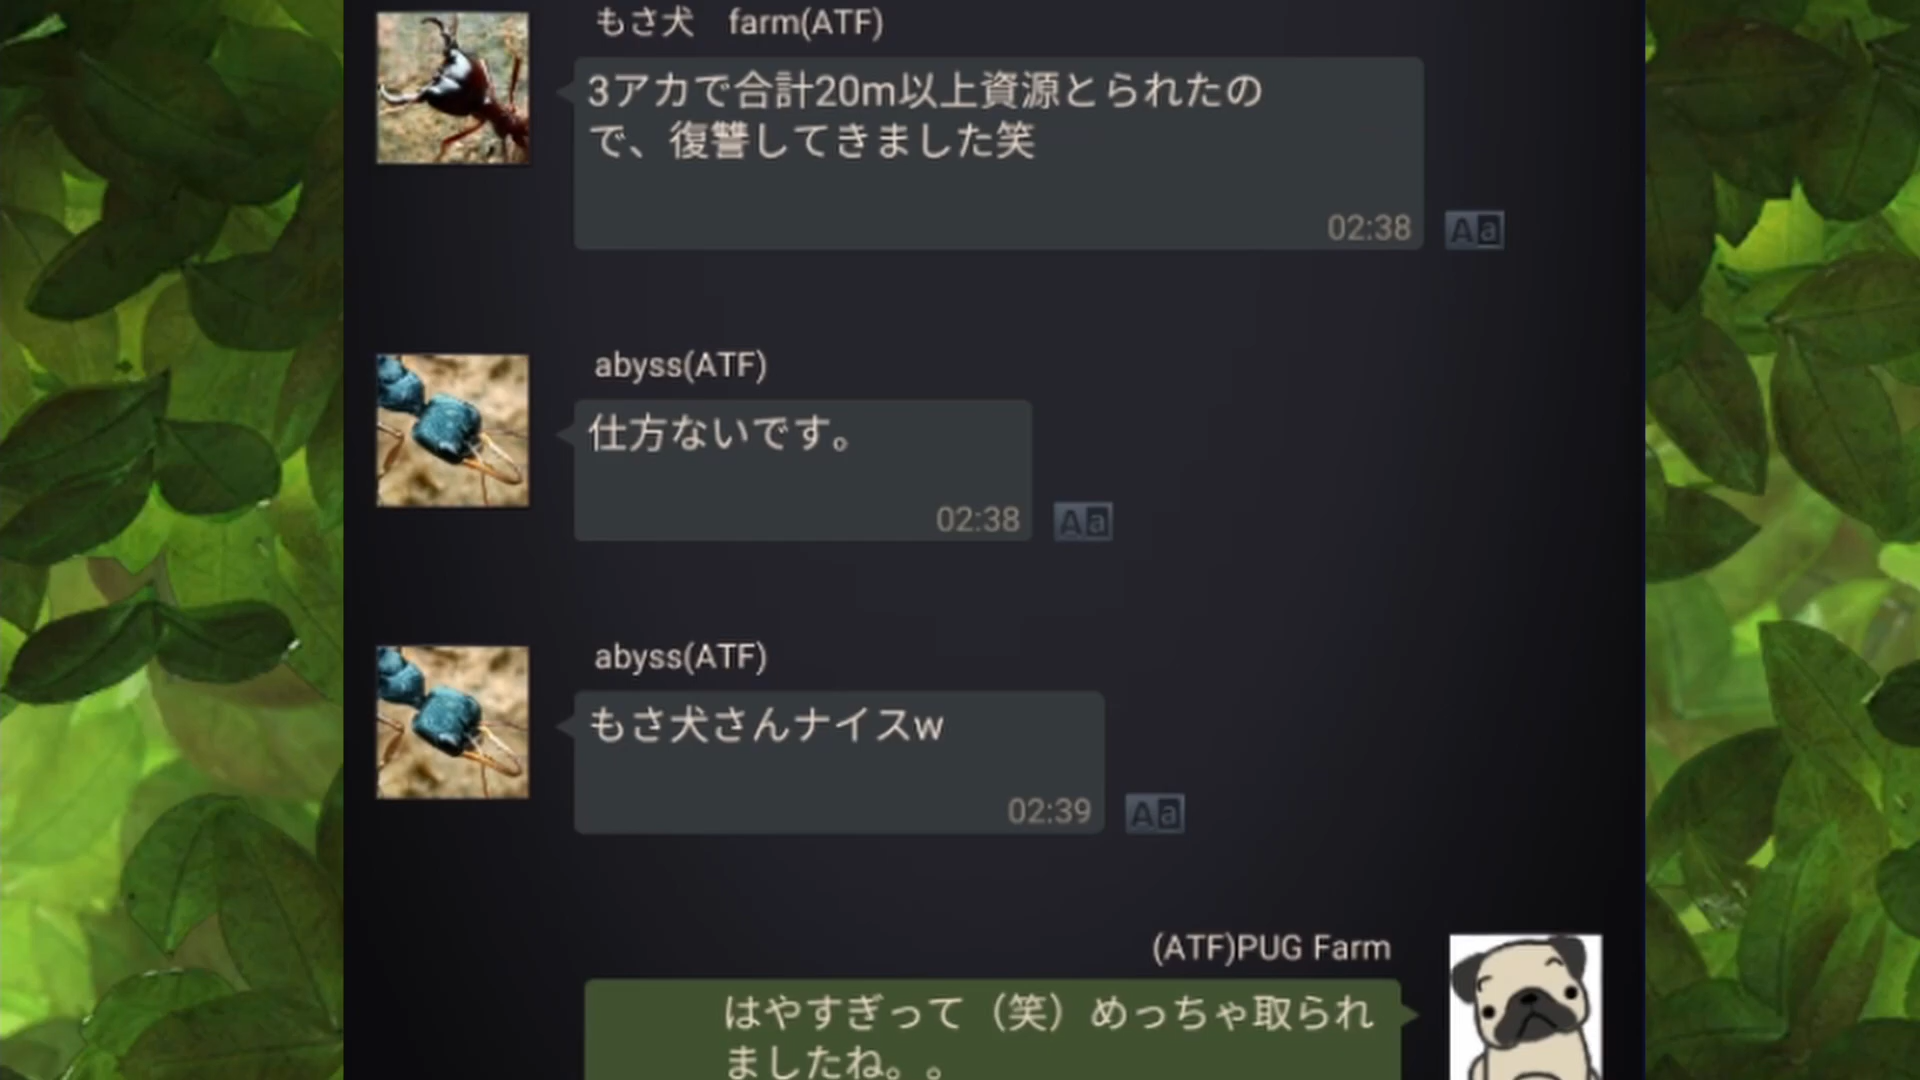 もさ犬　farm(ATF)
3アカで合計20m以上資源とられたの
で、復讐してきました笑
02:38
Aa
abyss(ATF)
仕方ないです。
02:38
Aa
abyss(ATF)
もさ犬さんナイスw
02:39
Aa
(ATF)PUG Farm
はやすぎって（笑）めっちゃ取られ
ましたね。。